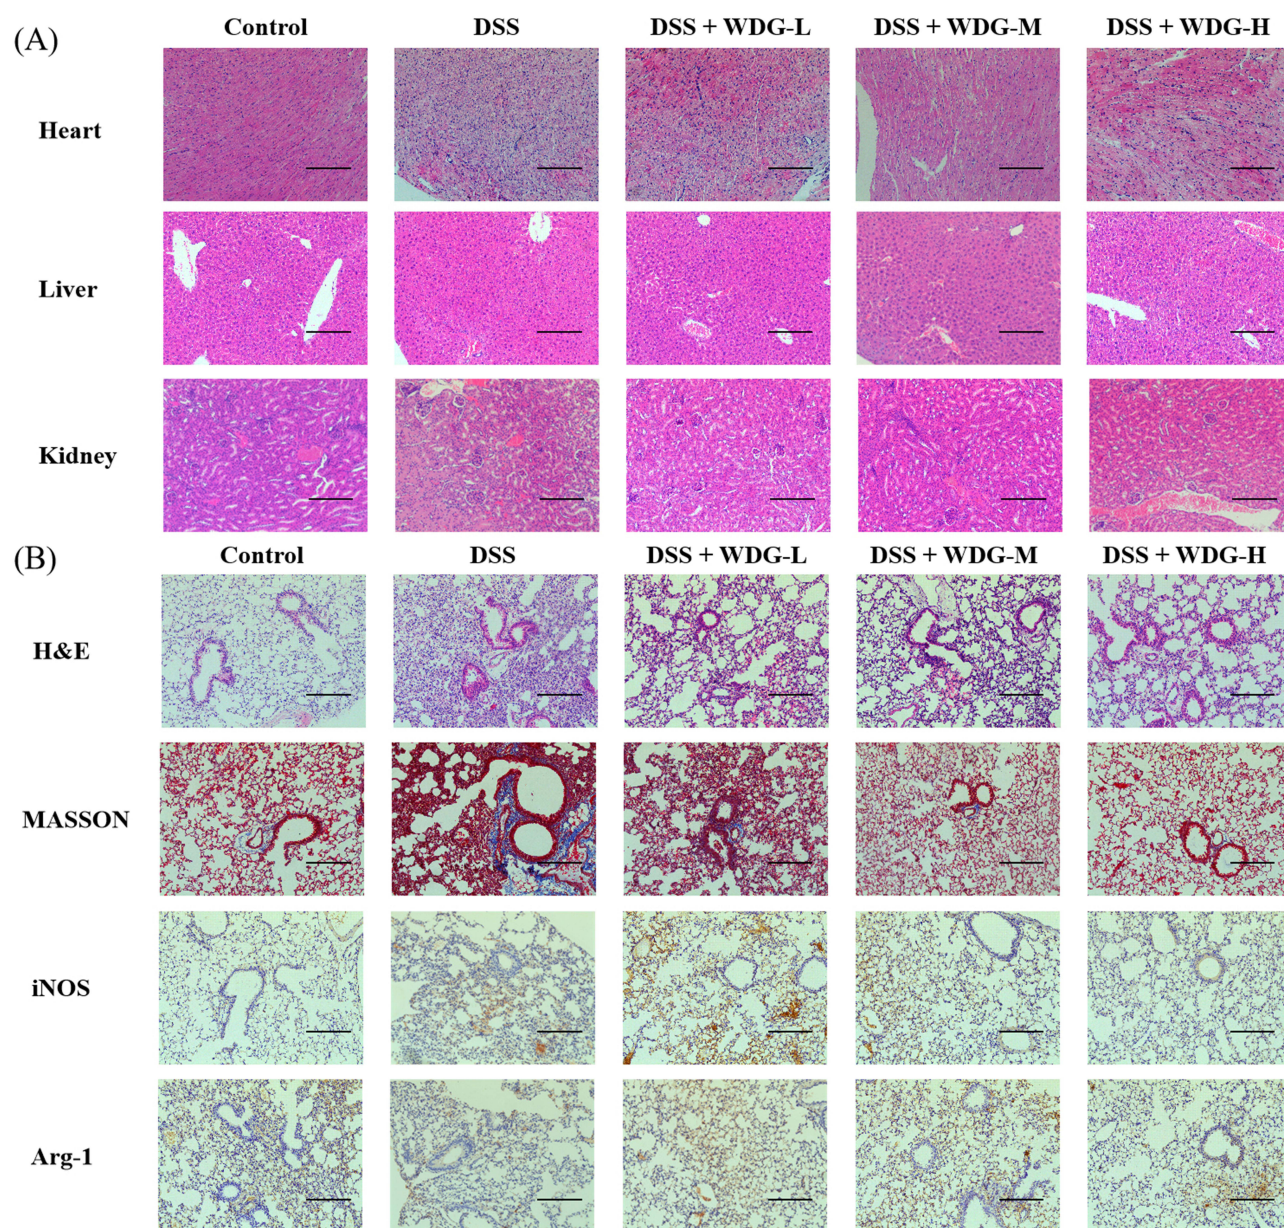 (A)
Control DSS DSS + WDG-L DSS + WDG-M DSS + WDG-H
Heart
Liver
Kidney
(B)
Control DSS DSS + WDG-L DSS + WDG-M DSS + WDG-H
H&E
MASSON
iNOS
Arg-1